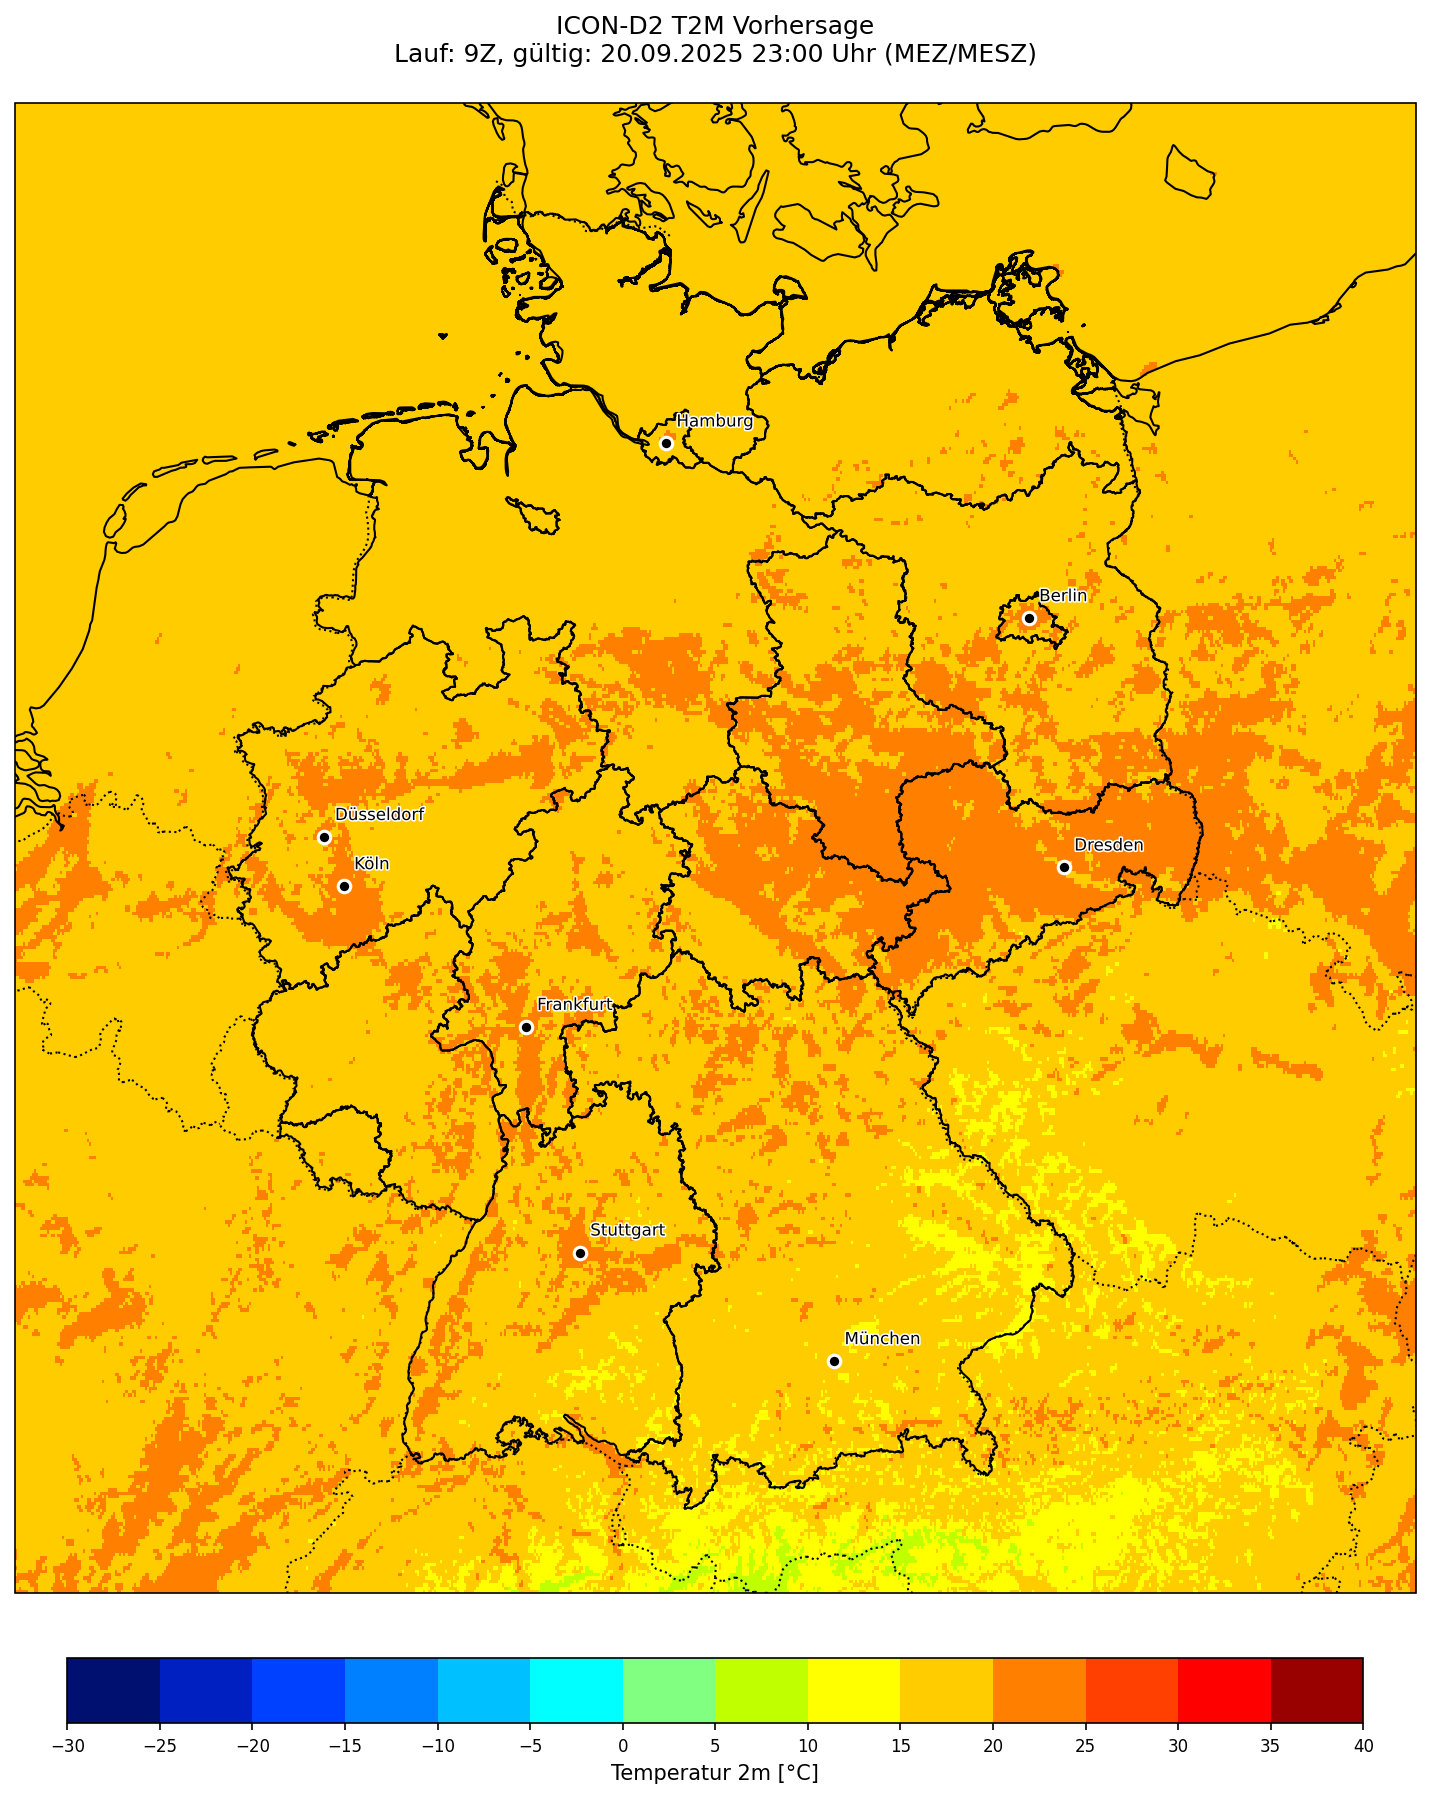 ICON-D2 T2M Vorhersage
Lauf: 9Z, gültig: 20.09.2025 23:00 Uhr (MEZ/MESZ)
Hamburg
Berlin
Düsseldorf
Dresden
Köln
Frankfurt
Stuttgart
München
−30 −25 −20 −15 −10 −5 0 5 10 15 20 25 30 35 40
Temperatur 2m [°C]